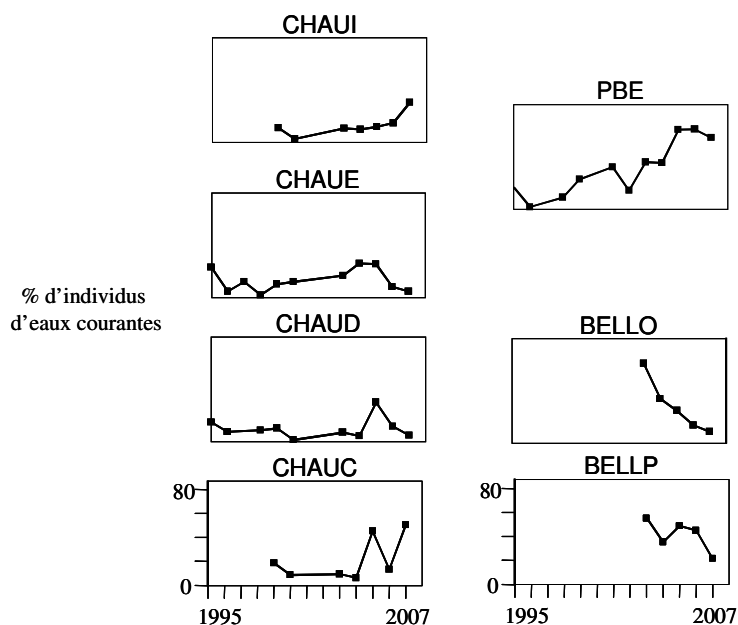 CHAUI
PBE
CHAUE
% d'individus
d'eaux courantes
CHAUD
BELLO
CHAUC
BELLP
80
80
0
0
1995
2007
1995
2007